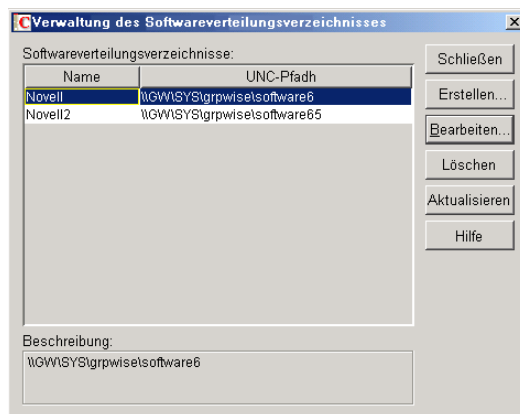 Verwaltung des Softwareverteilungsverzeichnisses
Softwareverteilungsverzeichnisse:
Name UNC-Pfadh
Novell \\GW\SYS\grpwise\software6
Novell2 \\GW\SYS\grpwise\software65
Schließen
Erstellen...
Bearbeiten...
Löschen
Aktualisieren
Hilfe
Beschreibung:
\\GW\SYS\grpwise\software6